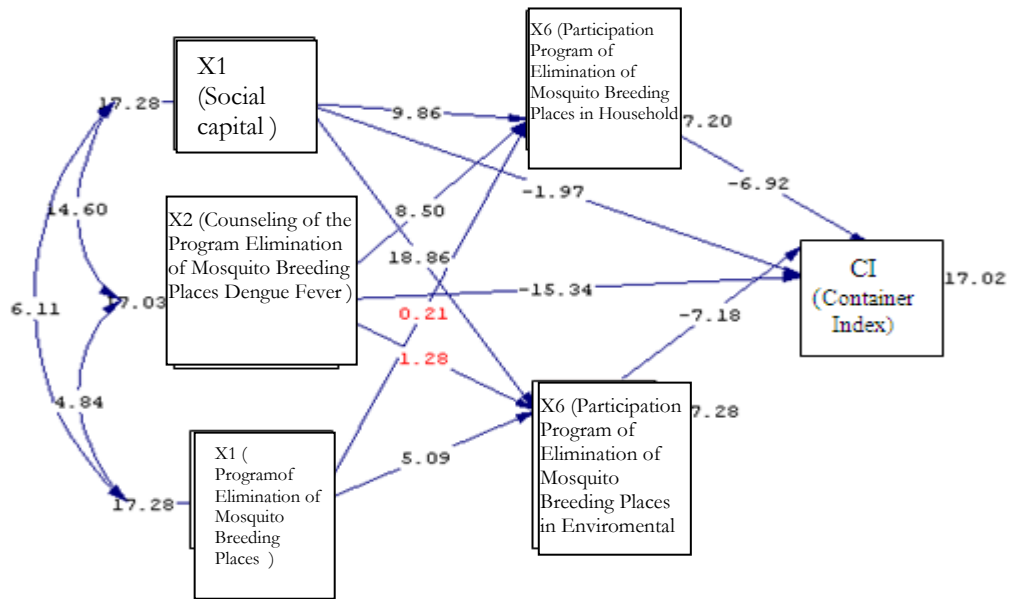 X1
(Social
capital )
X6 (Participation
Program of
Elimination of
Mosquito Breeding
Places in Household
17.28
9.86
7.20
-6.92
-1.97
14.60
8.50
X2 (Counseling of the
Program Elimination
of Mosquito Breeding
Places Dengue Fever )
18.86
CI
(Container
Index)
17.02
17.03
-15.34
6.11
0.21
-7.18
1.28
4.84
X6 (Participation
Program of
Elimination of
Mosquito
Breeding Places
in Enviromental
7.28
5.09
X1 (
Programof
Elimination of
Mosquito
Breeding
Places )
17.28